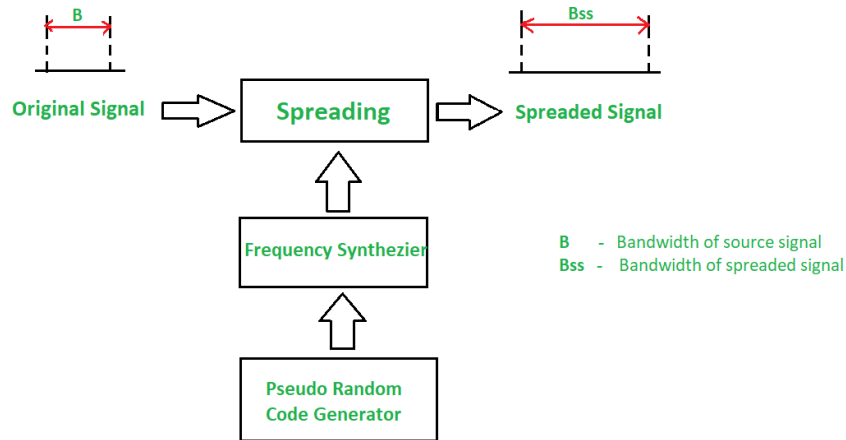 B
Bss
Original Signal
Spreading
Spreaded Signal
Frequency Synthezier
B - Bandwidth of source signal
Bss - Bandwidth of spreaded signal
Pseudo Random
Code Generator